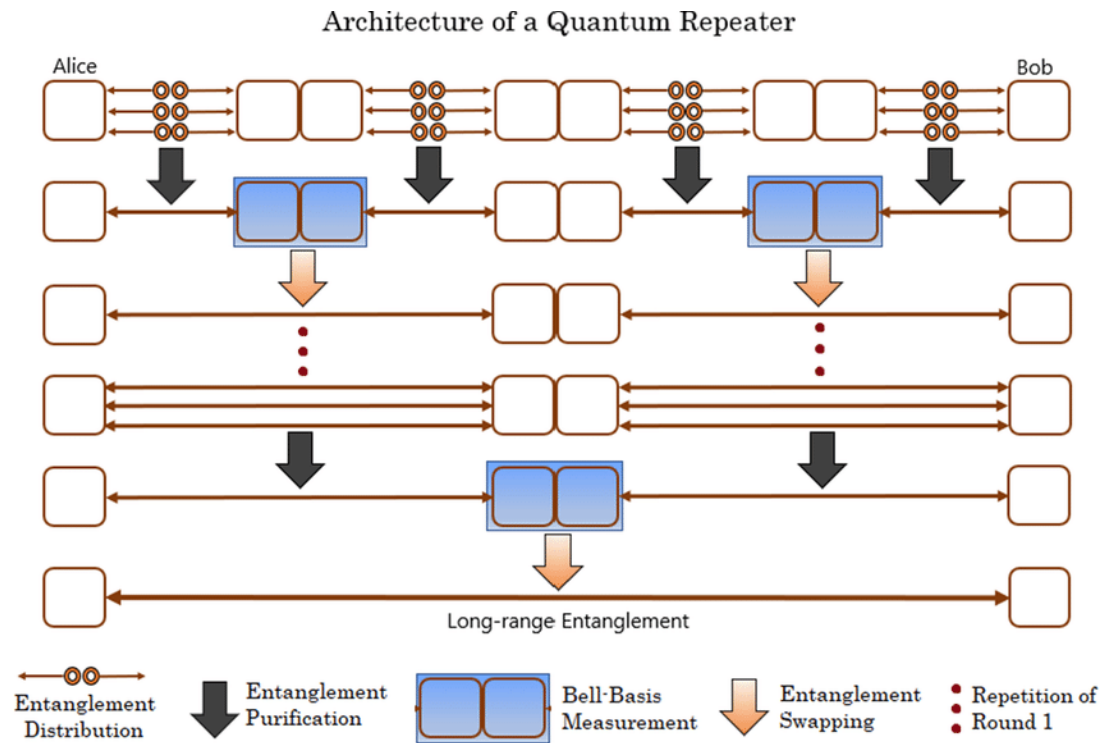 Architecture of a Quantum Repeater
Alice
Bob
Long-range Entanglement
Entanglement
Distribution
Entanglement
Purification
Bell-Basis
Measurement
Entanglement
Swapping
Repetition of
Round 1